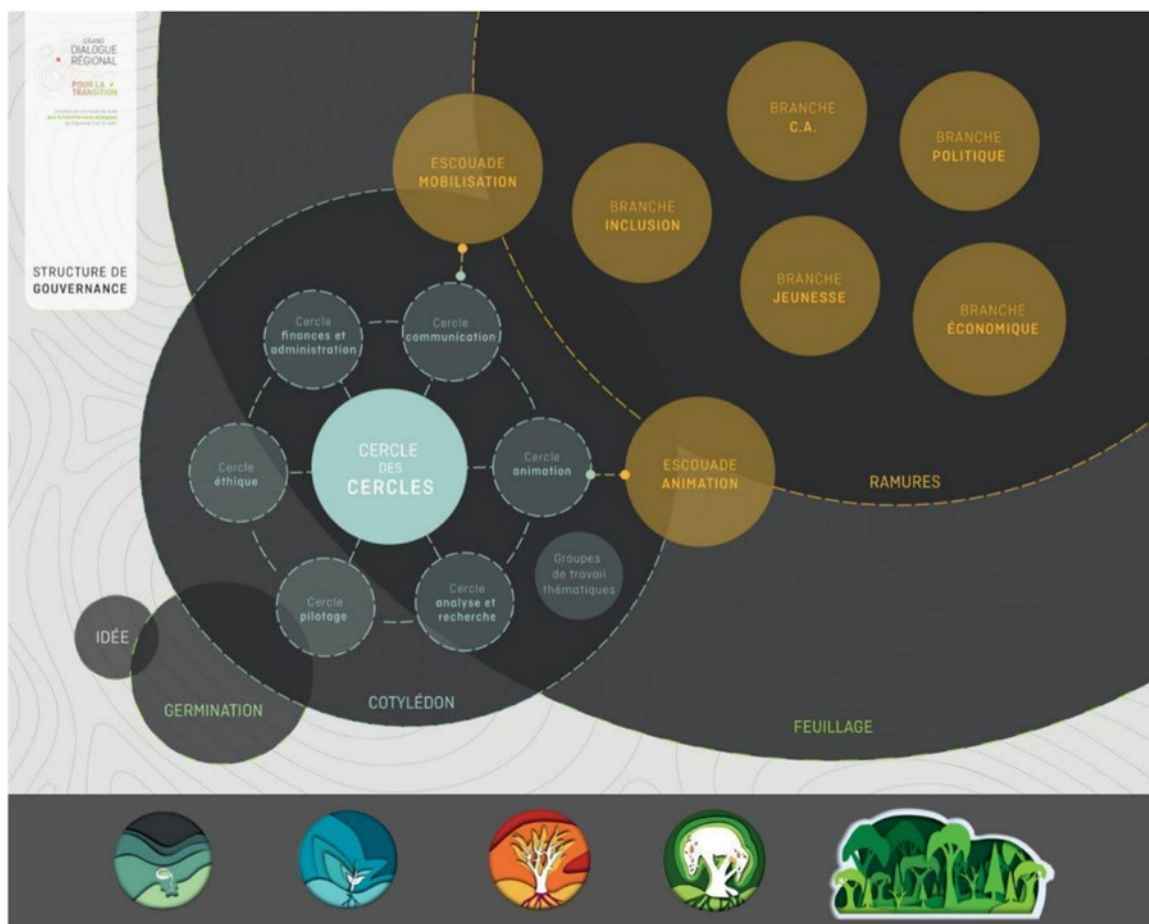 GRAND
DIALOGUE
RÉGIONAL
POUR LA
TRANSITION
STRUCTURE DE
GOUVERNANCE
ESCOUADE
MOBILISATION
BRANCHE
INCLUSION
BRANCHE
C.A.
BRANCHE
POLITIQUE
BRANCHE
JEUNESSE
BRANCHE
ÉCONOMIQUE
Cercle
finances et
administration
Cercle
communication
CERCLE
DES
CERCLES
Cercle
éthique
Cercle
animation
ESCOUADE
ANIMATION
RAMURES
Cercle
pilotage
Cercle
analyse et
recherche
Groupes
de travail
thématiques
IDÉE
GERMINATION
COTYLÉDON
FEUILLAGE